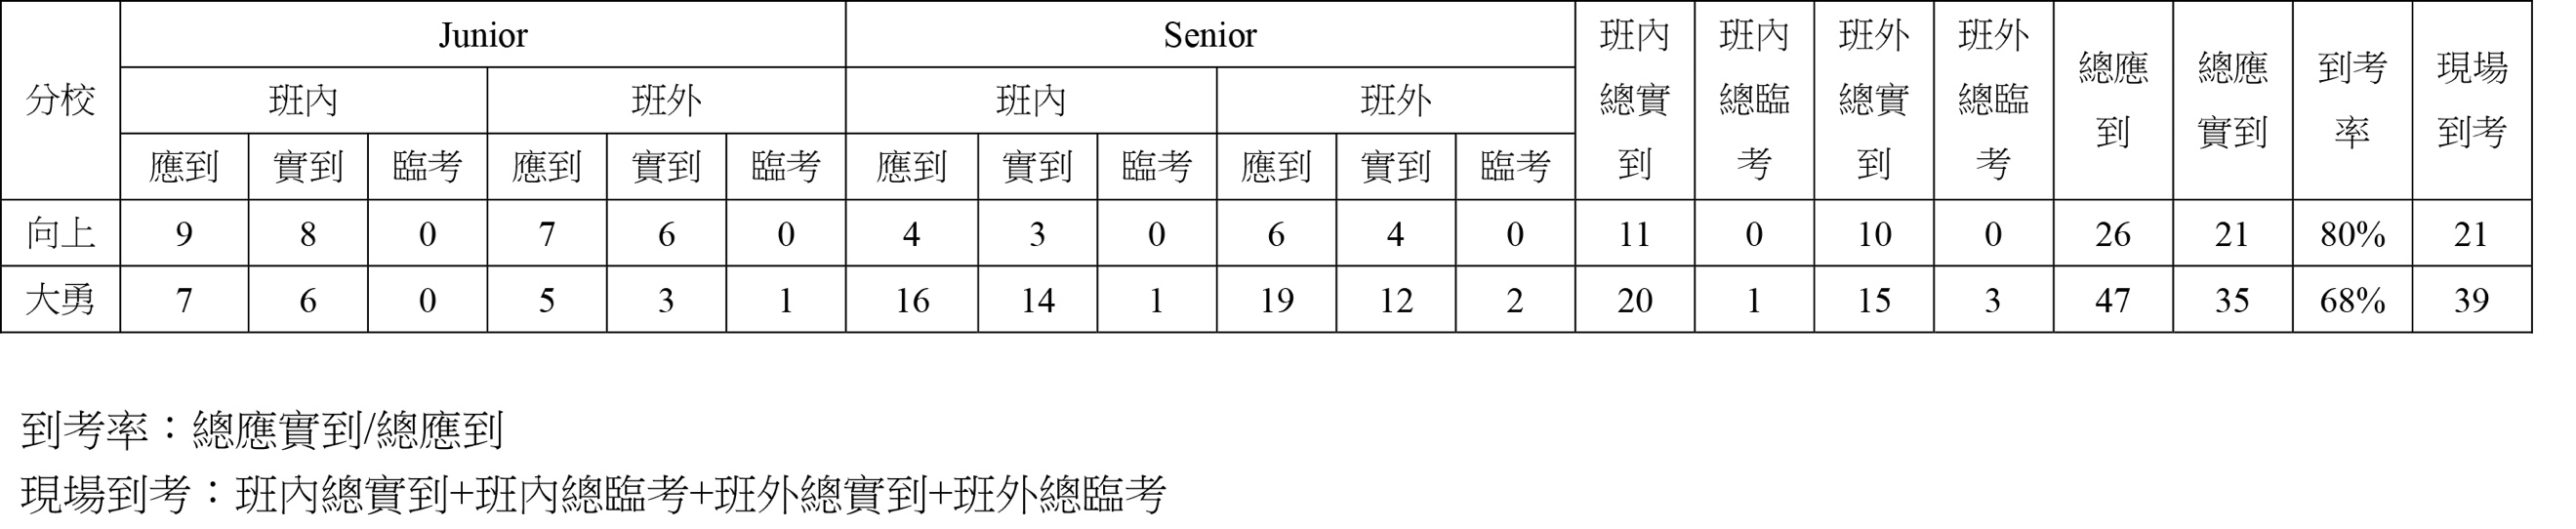 分校 Junior Senior 班內總實到 班內總臨考 班外總實到 班外總臨考 總應到 總應實到 到考率 現場到考
班內 班外 班內 班外
應到 實到 臨考 應到 實到 臨考 應到 實到 臨考 應到 實到 臨考
向上 9 8 0 7 6 0 4 3 0 6 4 0 11 0 10 0 26 21 80% 21
大勇 7 6 0 5 3 1 16 14 1 19 12 2 20 1 15 3 47 35 68% 39
到考率：總應實到/總應到
現場到考：班內總實到+班內總臨考+班外總實到+班外總臨考